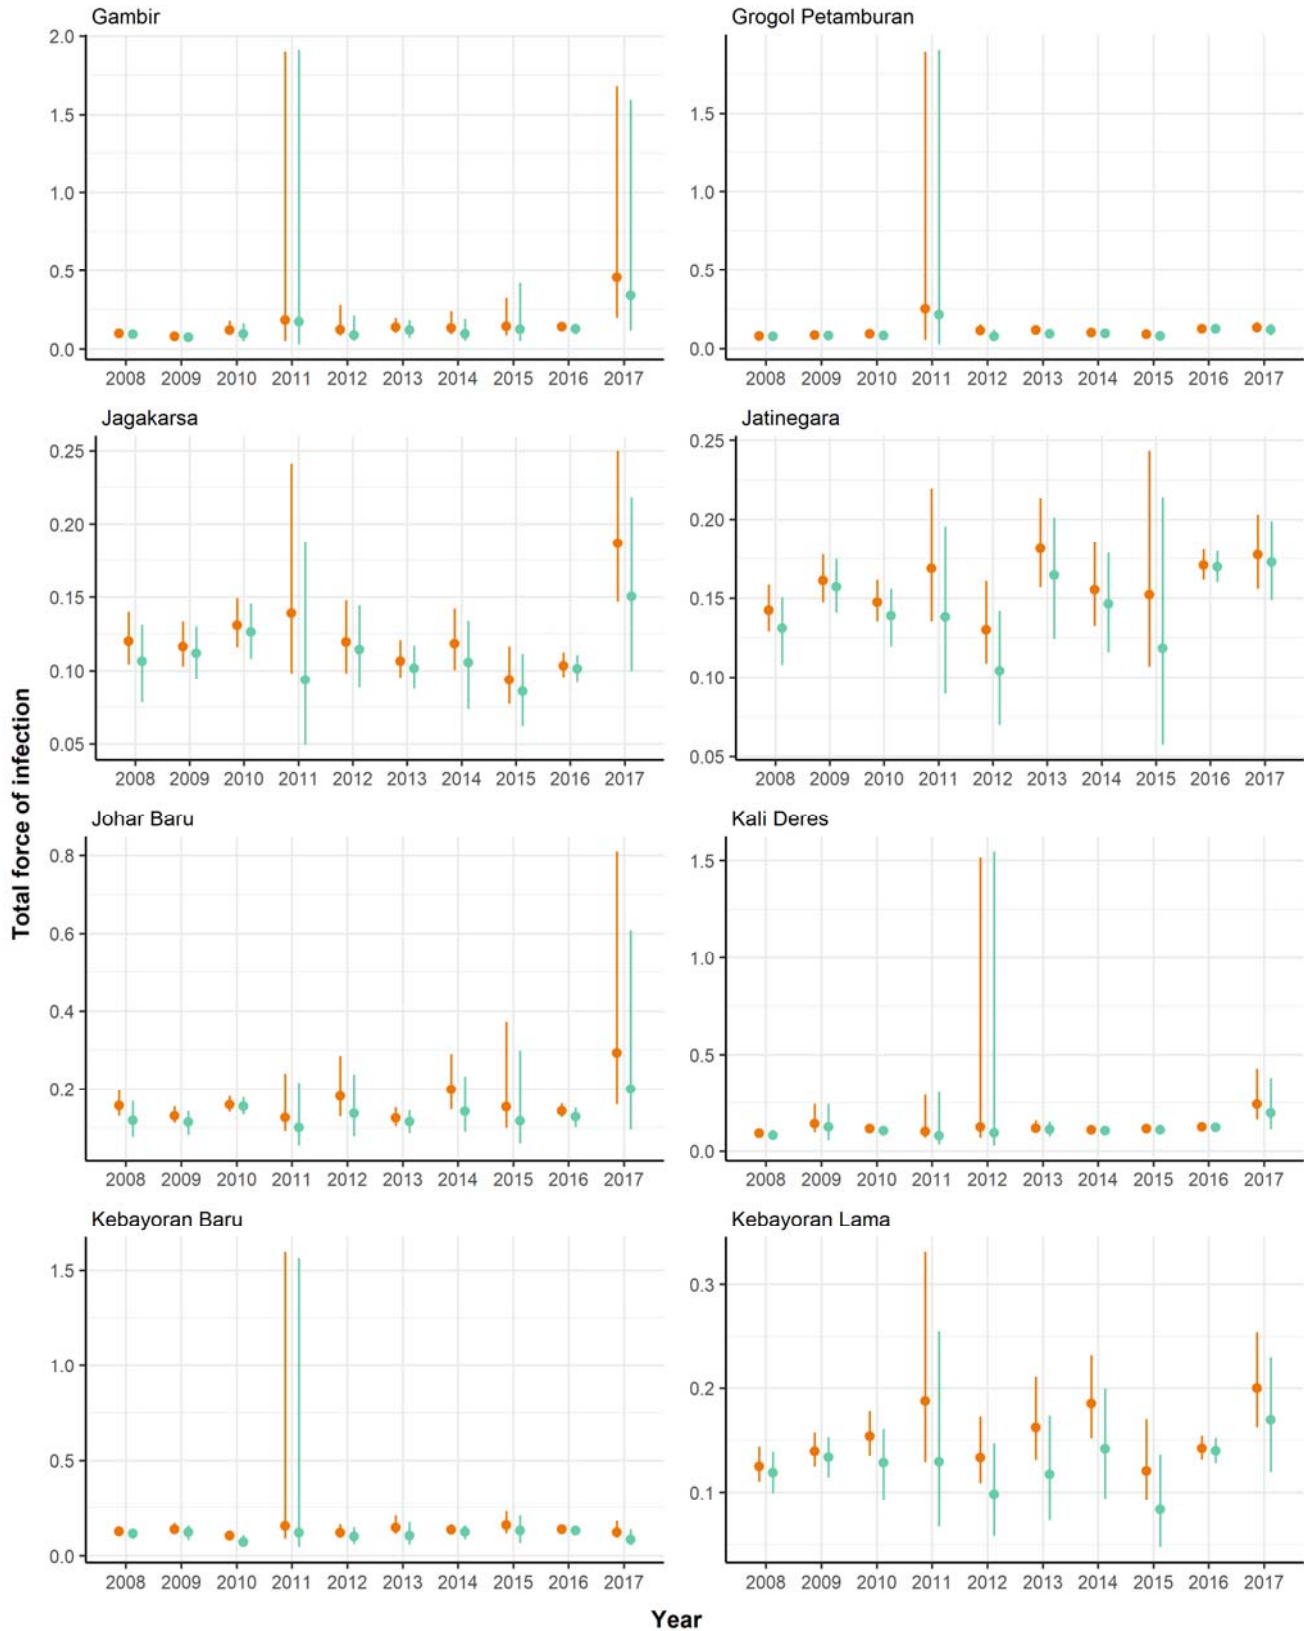 Gambir
Grogol Petamburan
2.0
1.5
1.0
0.5
0.0
2008 2009 2010 2011 2012 2013 2014 2015 2016 2017
1.5
1.0
0.5
0.0
2008 2009 2010 2011 2012 2013 2014 2015 2016 2017
Jagakarsa
Jatinegara
0.25
0.20
0.15
0.10
0.05
2008 2009 2010 2011 2012 2013 2014 2015 2016 2017
0.25
0.20
0.15
0.10
0.05
2008 2009 2010 2011 2012 2013 2014 2015 2016 2017
Total force of infection
Johar Baru
Kali Deres
0.8
0.6
0.4
0.2
2008 2009 2010 2011 2012 2013 2014 2015 2016 2017
1.5
1.0
0.5
0.0
2008 2009 2010 2011 2012 2013 2014 2015 2016 2017
Kebayoran Baru
Kebayoran Lama
1.5
1.0
0.5
0.0
2008 2009 2010 2011 2012 2013 2014 2015 2016 2017
0.3
0.2
0.1
2008 2009 2010 2011 2012 2013 2014 2015 2016 2017
Year